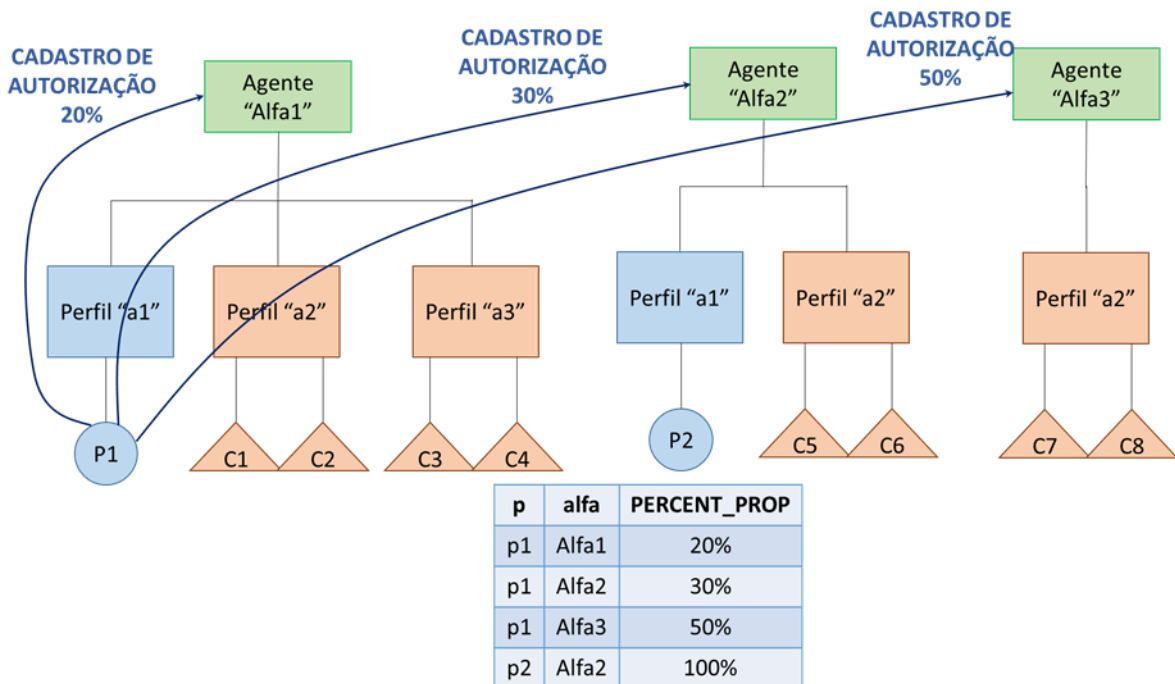 CADASTRO DE
AUTORIZAÇÃO
20%
CADASTRO DE
AUTORIZAÇÃO
30%
CADASTRO DE
AUTORIZAÇÃO
50%
Agente
“Alfa1”
Agente
“Alfa2”
Agente
“Alfa3”
Perfil “a1”
Perfil “a2”
Perfil “a3”
Perfil “a1”
Perfil “a2”
Perfil “a2”
P1
C1
C2
C3
C4
P2
C5
C6
C7
C8
p alfa PERCENT_PROP
p1 Alfa1 20%
p1 Alfa2 30%
p1 Alfa3 50%
p2 Alfa2 100%